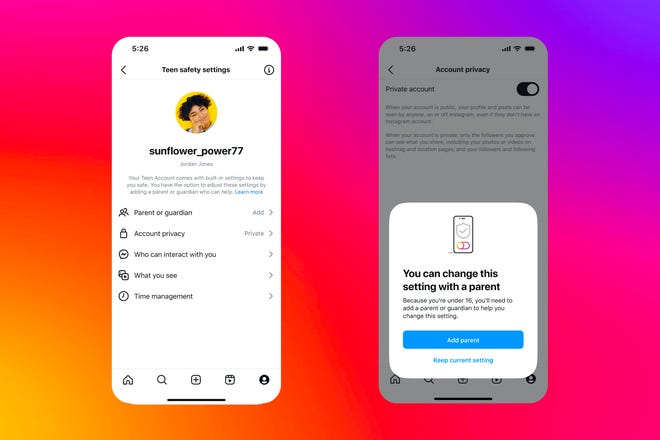 5:26
Teen safety settings
sunflower_power77
Jordan Jones
Your Teen Account comes with built-in settings to keep
you safe. You have the option to adjust these settings by
adding a parent or guardian who can help. Learn more
Parent or guardian Add
Account privacy Private
Who can interact with you
What you see
Time management
5:26
Account privacy
Private account
When your account is public, your profile and posts can
be seen by anyone, on or off Instagram, even if they don't have an
Instagram account.
When your account is private, only the followers you approve
can see what you share, including your photos or videos on
hashtag and location pages, and your followers and following
lists.
You can change this
setting with a parent
Because you're under 16, you'll need to
add a parent or guardian to help you
change this setting.
Add parent
Keep current setting